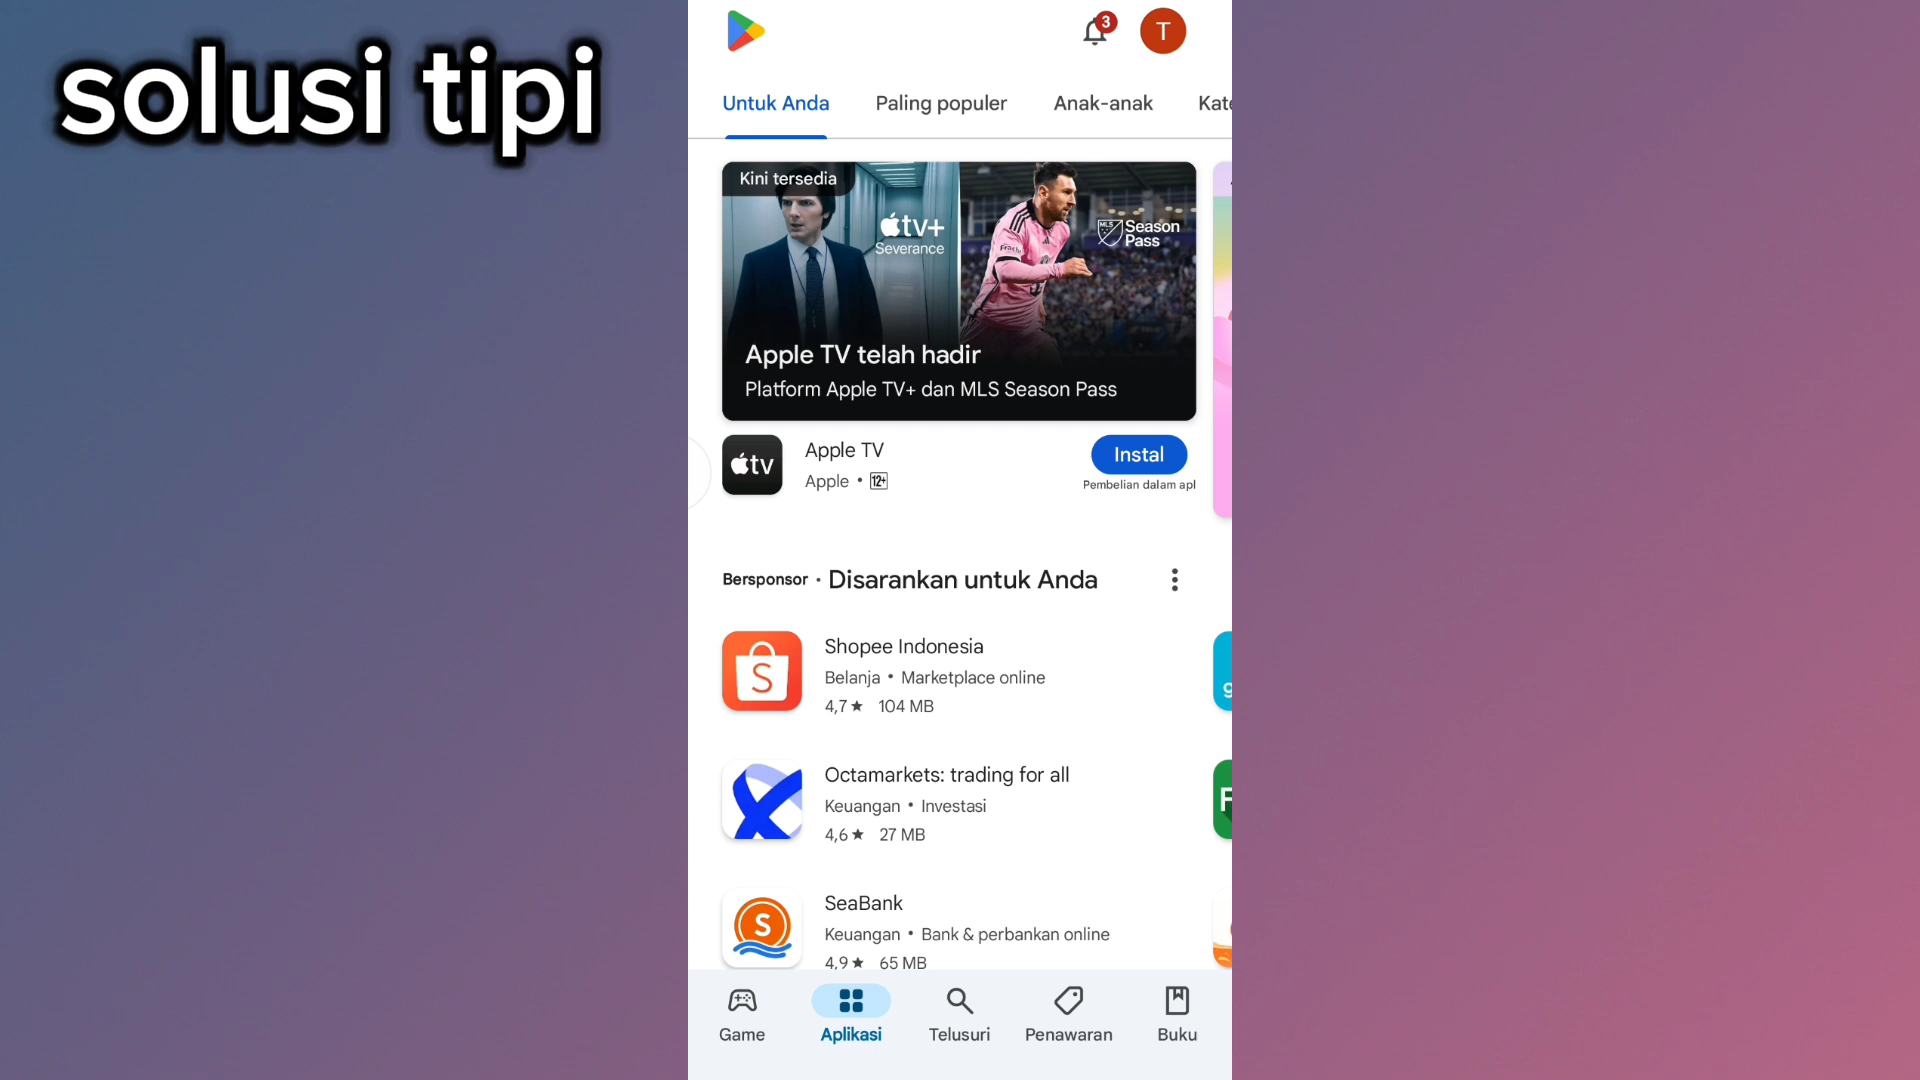 solusi tipi
3
T
Untuk Anda
Paling populer
Anak-anak
Kate
Kini tersedia
tv+
Severance
MLS
Season
Pass
Apple TV telah hadir
Platform Apple TV+ dan MLS Season Pass
tv
Apple TV
Apple • 12+
Instal
Pembelian dalam apl
Bersponsor • Disarankan untuk Anda
S
Shopee Indonesia
Belanja • Marketplace online
4,7★ 104 MB
g
Octamarkets: trading for all
Keuangan • Investasi
4,6★ 27 MB
F
S
SeaBank
Keuangan • Bank & perbankan online
4,9★ 65 MB
Game
Aplikasi
Telusuri
Penawaran
Buku